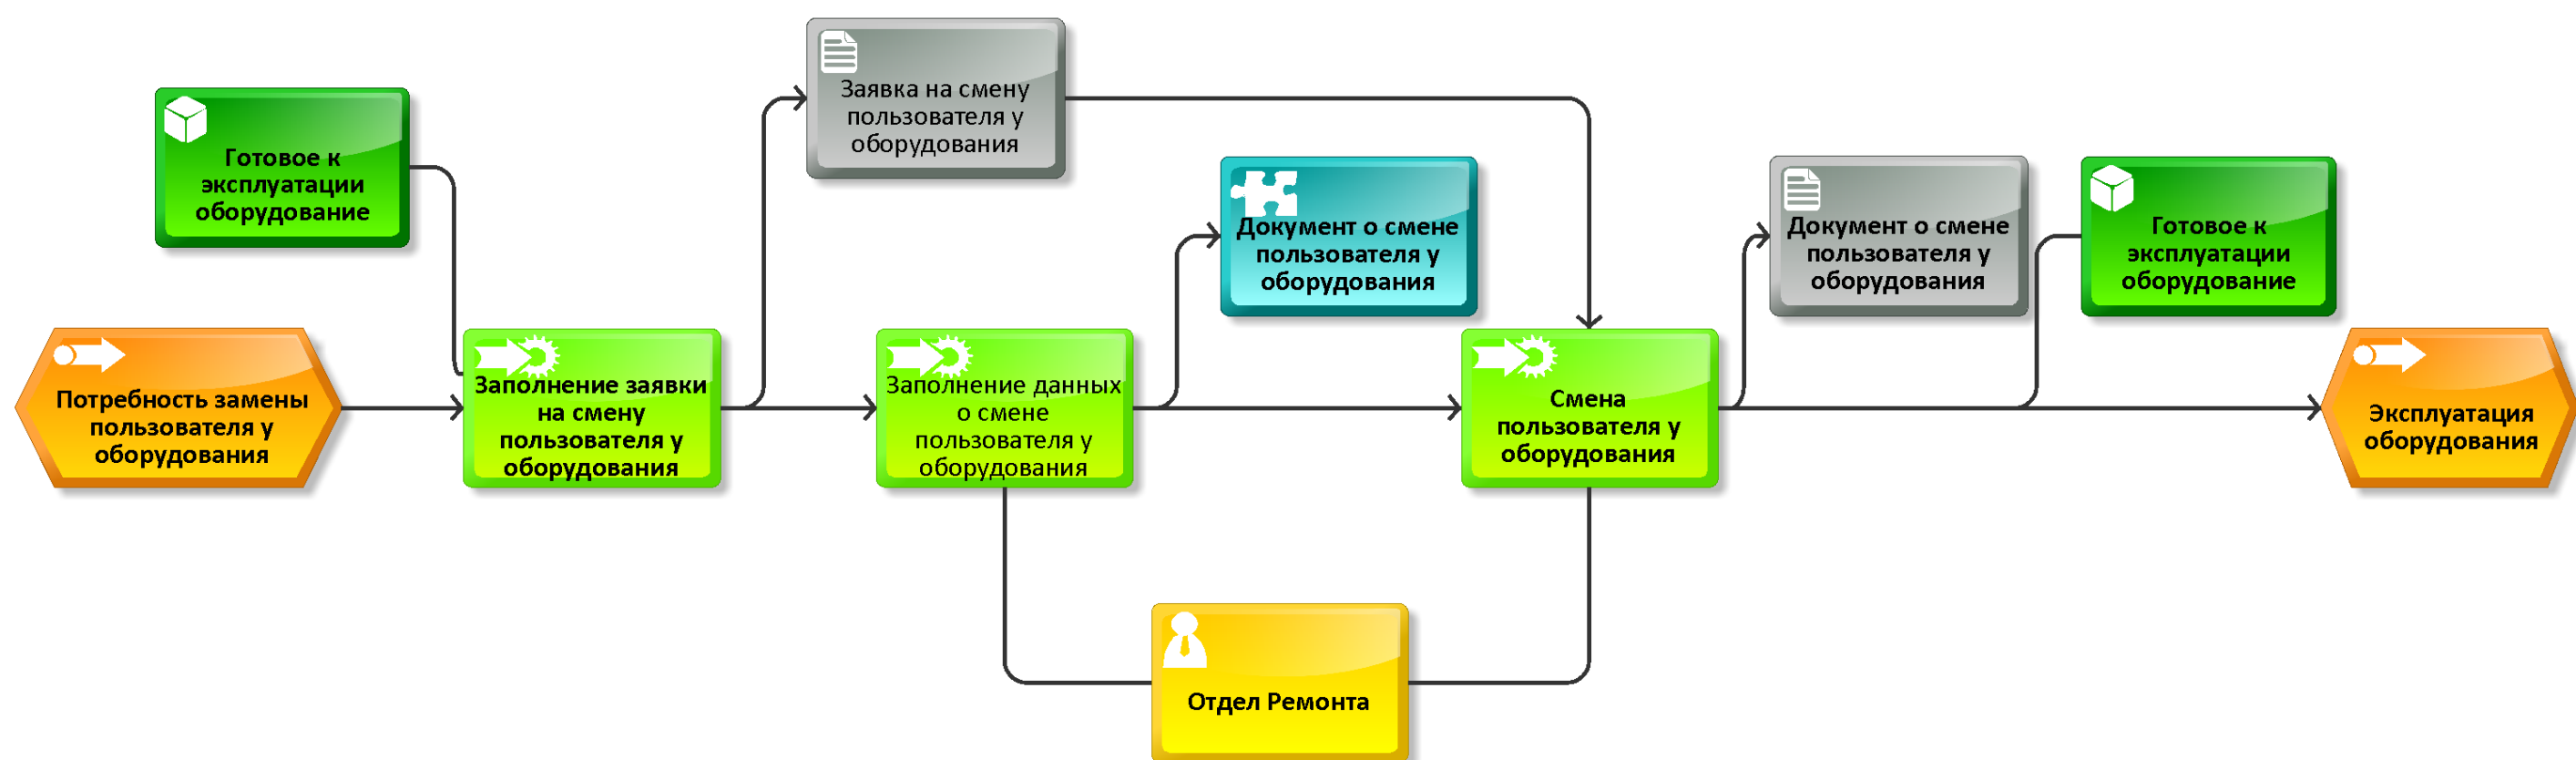 Заявка на смену
пользователя у
оборудования
Готовое к
эксплуатации
оборудование
Документ о смене
пользователя у
оборудования
Документ о смене
пользователя у
оборудования
Готовое к
эксплуатации
оборудование
Потребность замены
пользователя у
оборудования
Заполнение заявки
на смену
пользователя у
оборудования
Заполнение данных
о смене
пользователя у
оборудования
Смена
пользователя у
оборудования
Эксплуатация
оборудования
Отдел Ремонта